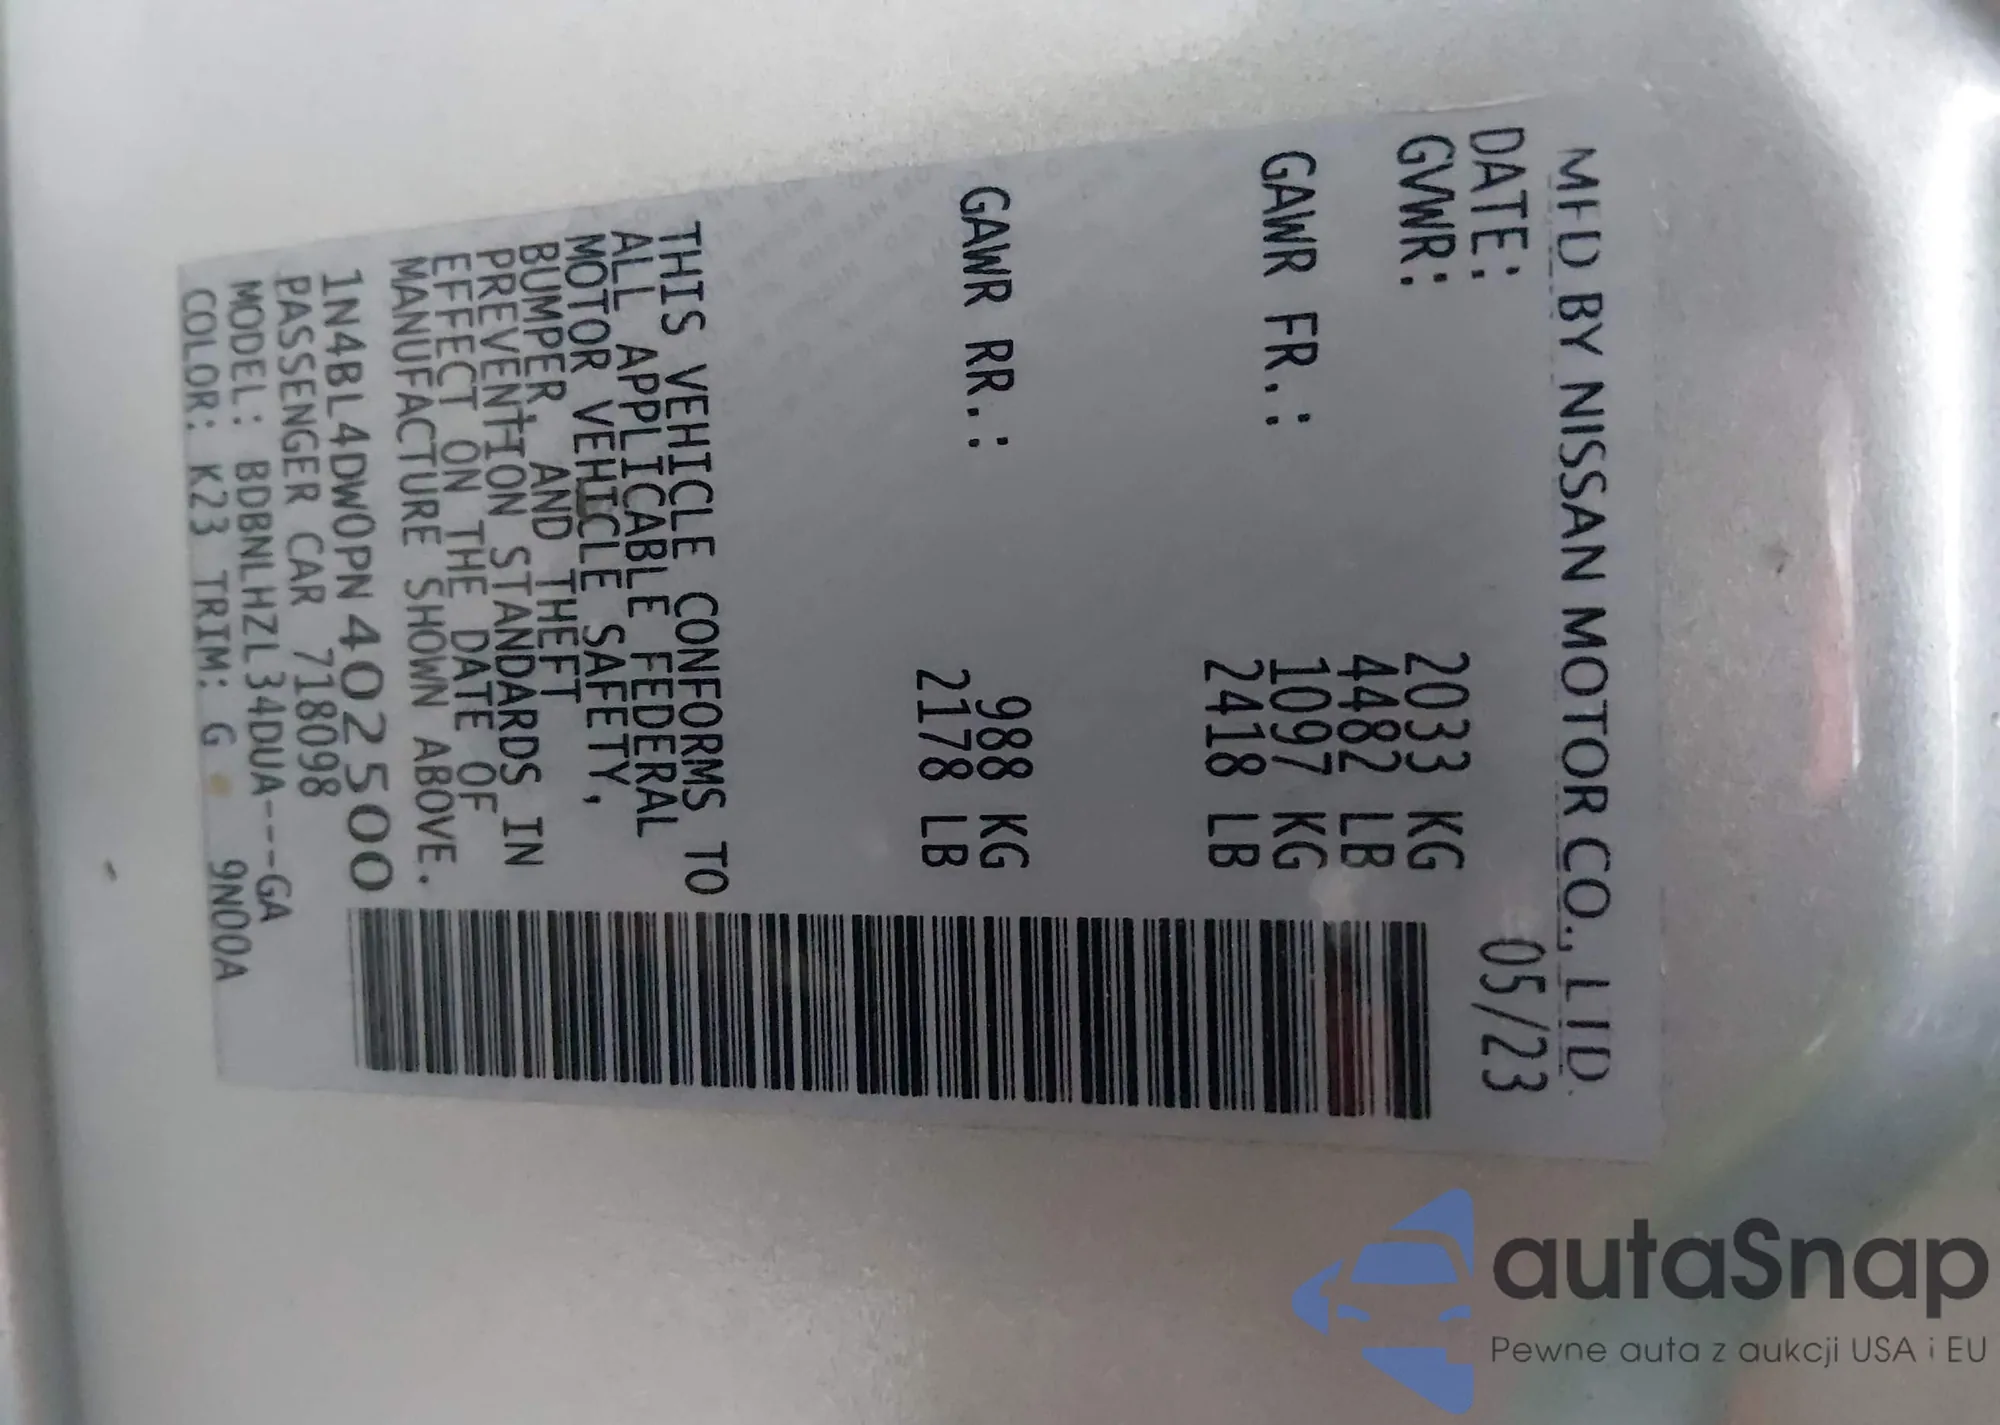 MFD BY NISSAN MOTOR CO., LTD.
DATE: 05/23
GVWR: 2033 KG
4482 LB
GAWR FR.: 1097 KG
2418 LB
GAWR RR.: 988 KG
2178 LB
THIS VEHICLE CONFORMS TO
ALL APPLICABLE FEDERAL
MOTOR VEHICLE SAFETY,
BUMPER, AND THEFT
PREVENTION STANDARDS IN
EFFECT ON THE DATE OF
MANUFACTURE SHOWN ABOVE.
1N4BL4DW0PN402500
PASSENGER CAR 718098
MODEL: BDBNLHZL34DUA---GA
COLOR: K23 TRIM: G 9N00A
autaSnap
Pewne auta z aukcji USA i EU